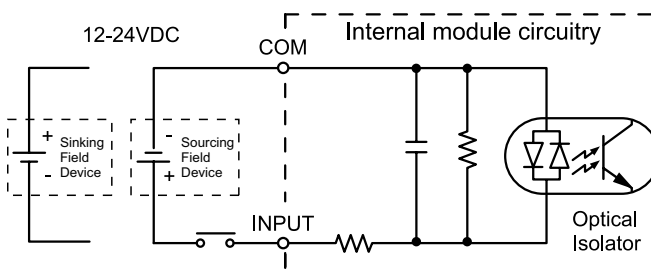 12-24VDC
COM
Internal module circuitry
+
Sinking
Field
Device
-
-
Sourcing
Field
Device
+
INPUT
Optical
Isolator